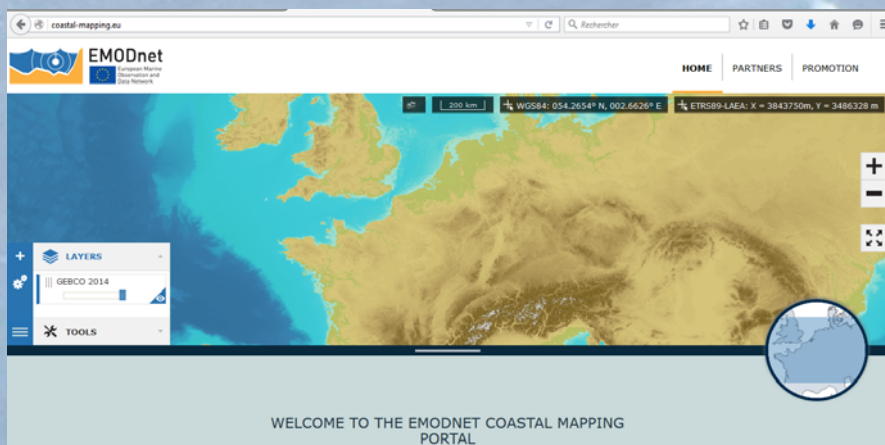 coastal-mapping.eu
Rechercher
EMODnet
European Marine
Observation and
Data Network
HOME
PARTNERS
PROMOTION
200 km
WGS84: 054.2654° N, 002.6626° E
ETRS89-LAEA: X = 3843750m, Y = 3486328 m
LAYERS
GEBCO 2014
TOOLS
WELCOME TO THE EMODNET COASTAL MAPPING
PORTAL